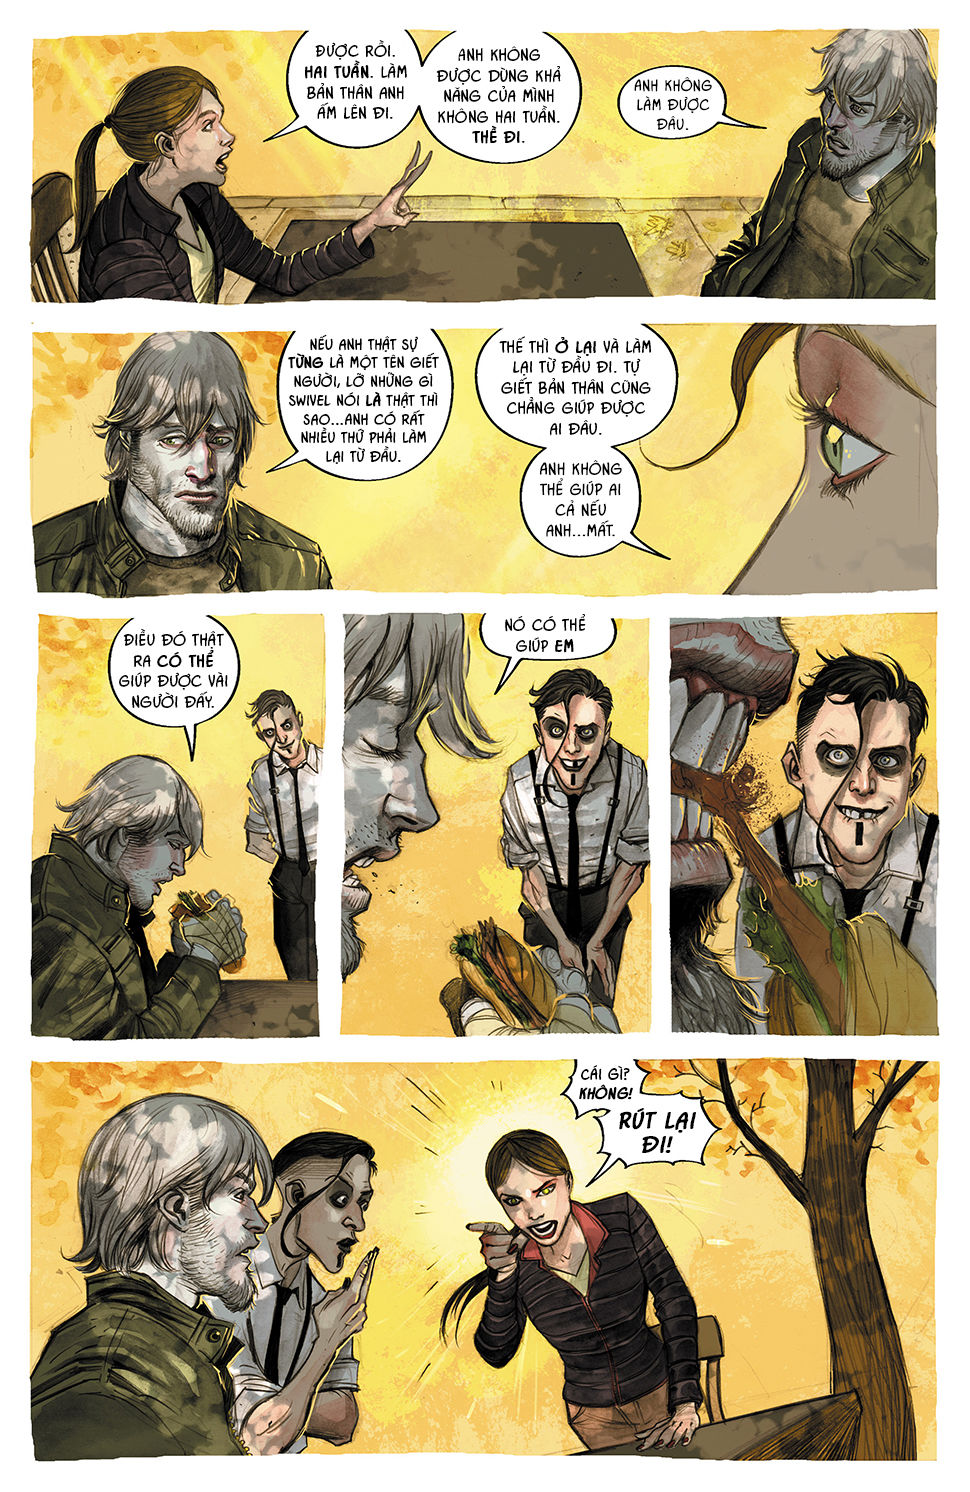 ĐƯỢC RỒI.
HAI TUẦN. LÀM
BẢN THÂN ANH
ẤM LÊN ĐI.
ANH KHÔNG
ĐƯỢC DÙNG KHẢ
NĂNG CỦA MÌNH
KHÔNG HAI TUẦN.
THỀ ĐI.
ANH KHÔNG
LÀM ĐƯỢC
ĐÂU.
NẾU ANH THẬT SỰ
TỪNG LÀ MỘT TÊN GIẾT
NGƯỜI, LỠ NHỮNG GÌ
SWIVEL NÓI LÀ THẬT THÌ
SAO...ANH CÓ RẤT
NHIỀU THỨ PHẢI LÀM
LẠI TỪ ĐẦU.
THẾ THÌ Ở LẠI VÀ LÀM
LẠI TỪ ĐẦU ĐI. TỰ
GIẾT BẢN THÂN CŨNG
CHẲNG GIÚP ĐƯỢC
AI ĐÂU.
ANH KHÔNG
THỂ GIÚP AI
CẢ NẾU
ANH...MẤT.
ĐIỀU ĐÓ THẬT
RA CÓ THỂ
GIÚP ĐƯỢC VÀI
NGƯỜI ĐẤY.
NÓ CÓ THỂ
GIÚP EM
CÁI GÌ?
KHÔNG!
RÚT LẠI
ĐI!